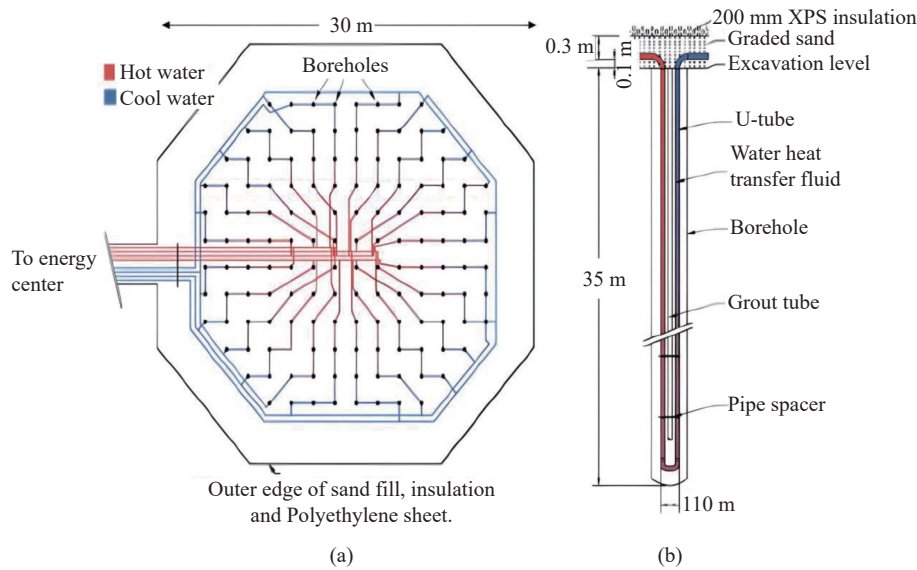 30 m
Hot water
Cool water
Boreholes
To energy
center
Outer edge of sand fill, insulation
and Polyethylene sheet.
(a)
200 mm XPS insulation
0.3 m
0.1 m
Graded sand
Excavation level
U-tube
Water heat
transfer fluid
Borehole
35 m
Grout tube
Pipe spacer
110 m
(b)